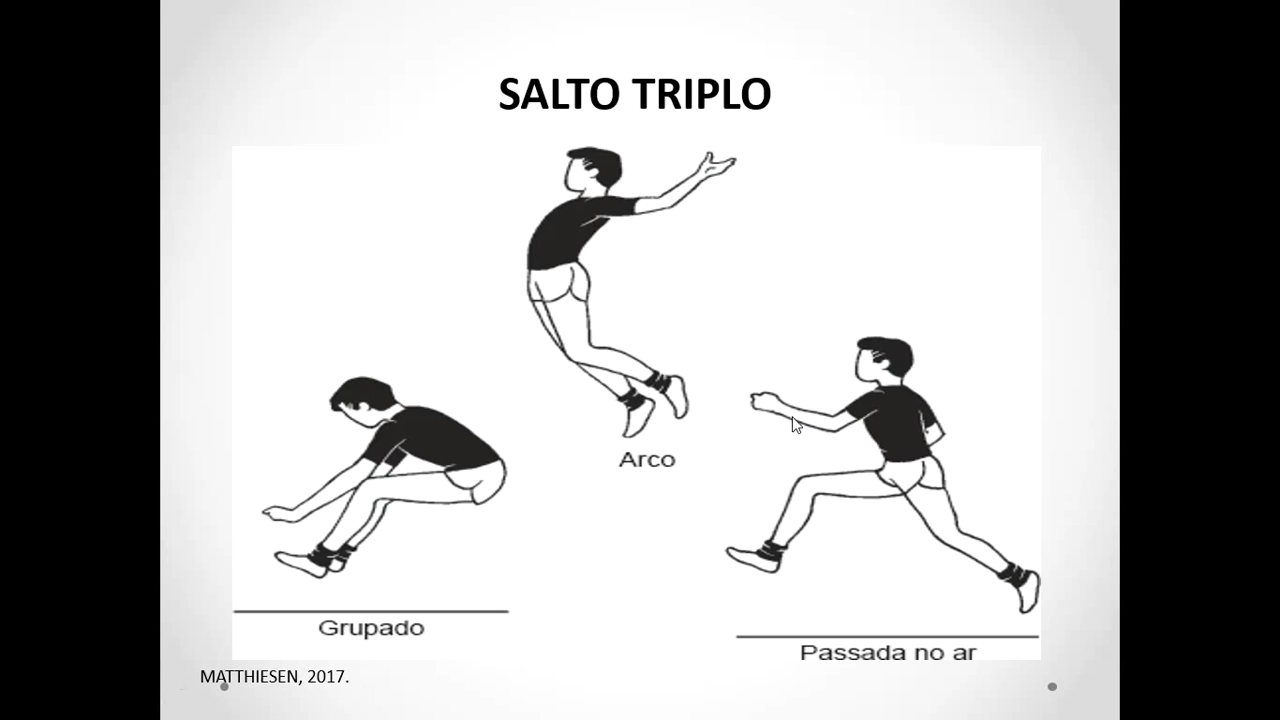 SALTO TRIPLO
Arco
Grupado
Passada no ar
MATTHIESEN, 2017.